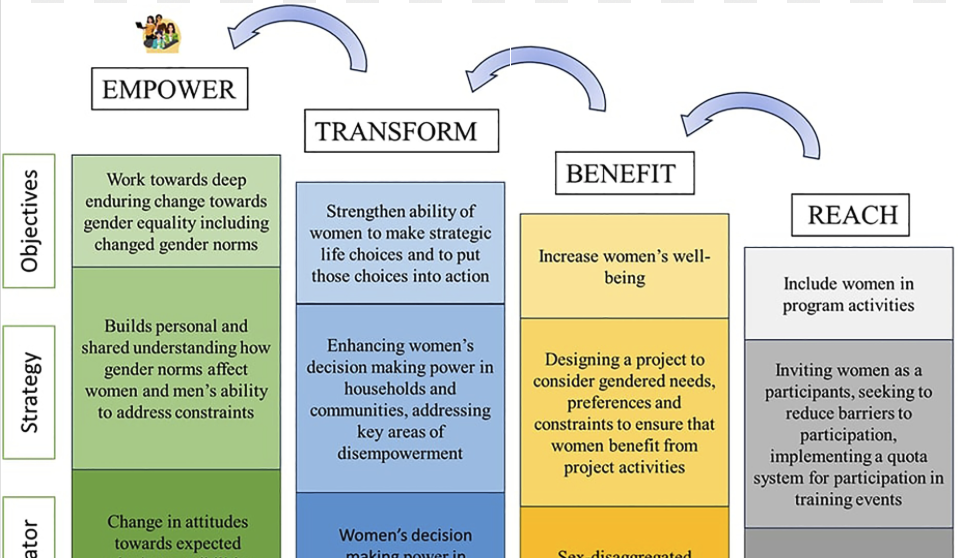 EMPOWER
TRANSFORM
BENEFIT
REACH
Objectives
Work towards deep
enduring change towards
gender equality including
changed gender norms
Strengthen ability of
women to make strategic
life choices and to put
those choices into action
Increase women's well-
being
Include women in
program activities
Strategy
Builds personal and
shared understanding how
gender norms affect
women and men's ability
to address constraints
Enhancing women's
decision making power in
households and
communities, addressing
key areas of
disempowerment
Designing a project to
consider gendered needs,
preferences and
constraints to ensure that
women benefit from
project activities
Inviting women as a
participants, seeking to
reduce barriers to
participation,
implementing a quota
system for participation in
training events
ator
Change in attitudes
towards expected
Women's decision
making power in
Sex-disaggregated